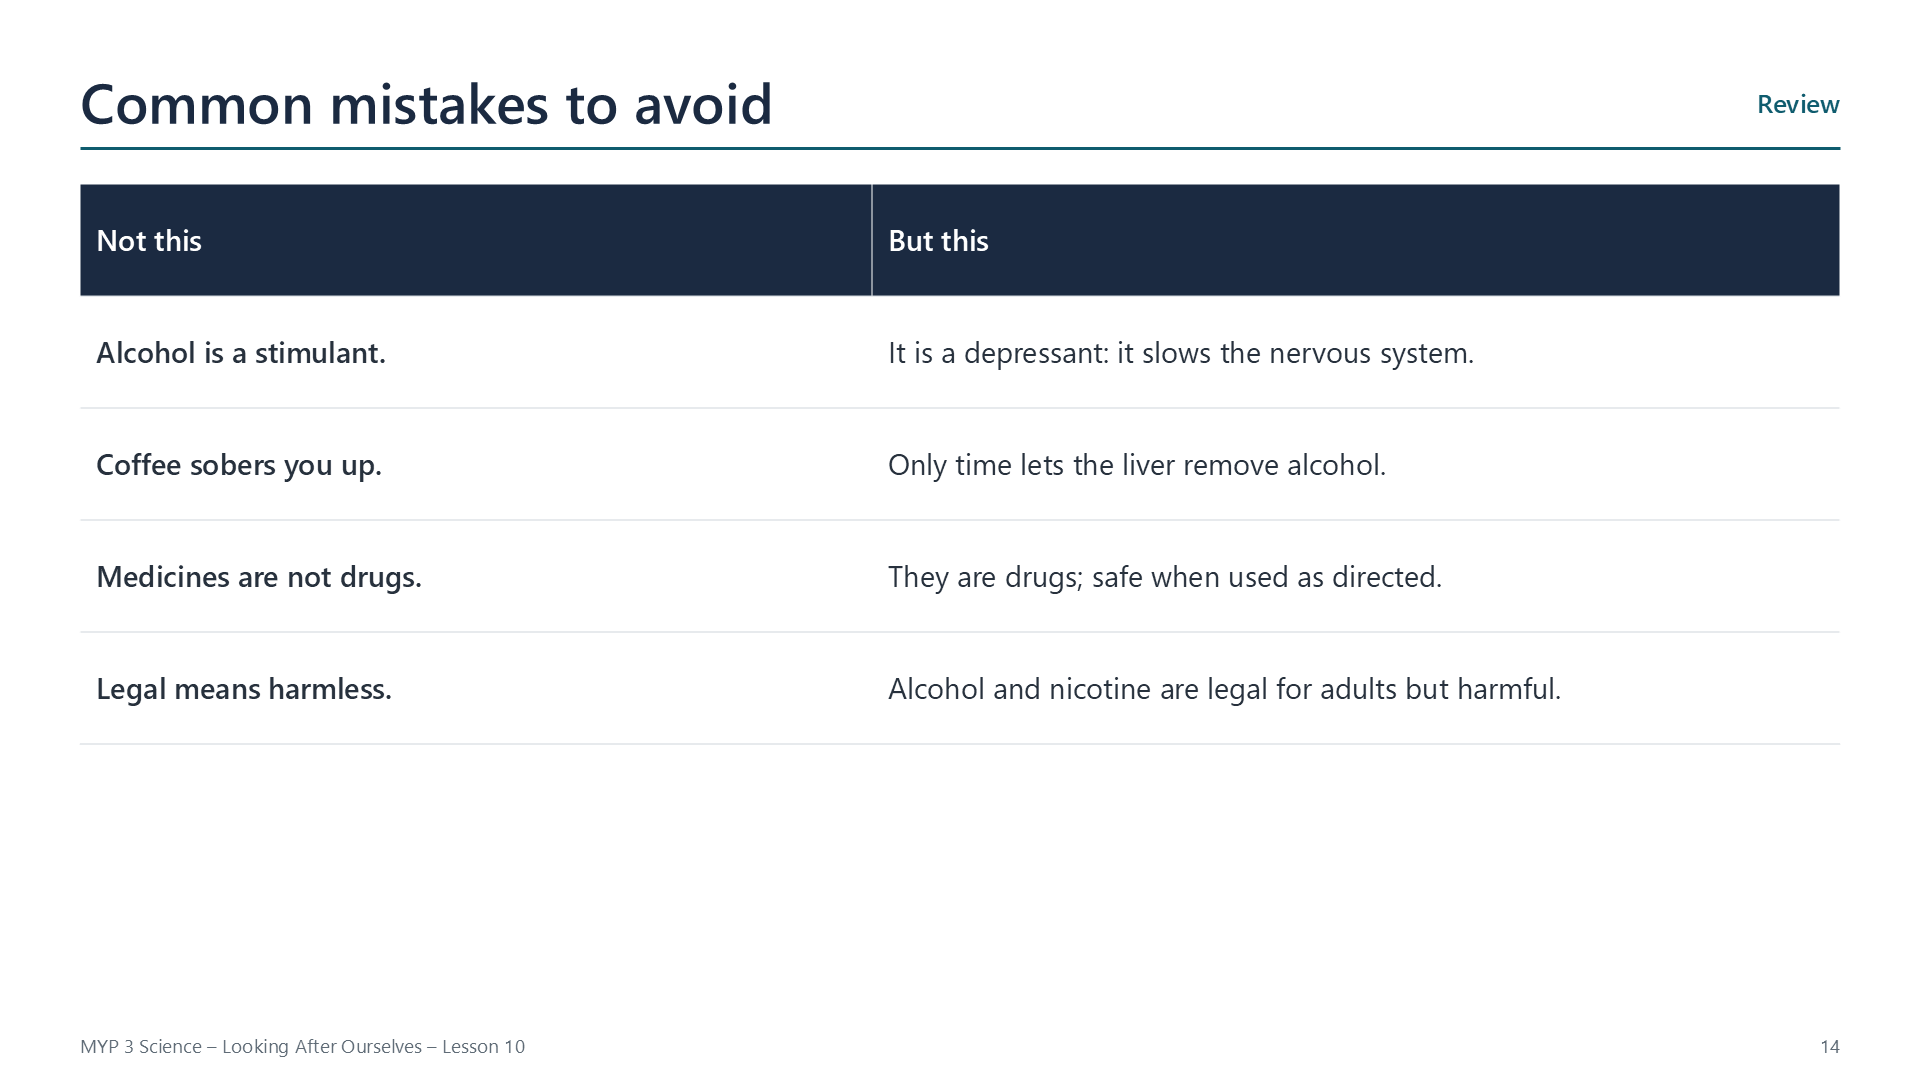 Common mistakes to avoid
Review
Not this
But this
Alcohol is a stimulant.
It is a depressant: it slows the nervous system.
Coffee sobers you up.
Only time lets the liver remove alcohol.
Medicines are not drugs.
They are drugs; safe when used as directed.
Legal means harmless.
Alcohol and nicotine are legal for adults but harmful.
MYP 3 Science – Looking After Ourselves – Lesson 10
14